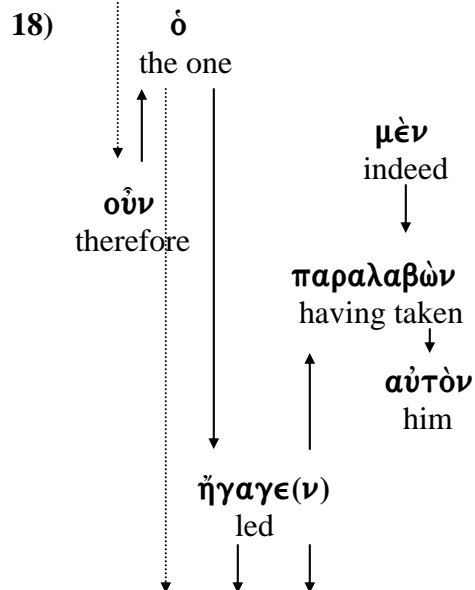 18) ὁ
the one
μὲν
indeed
οὖν
therefore
παραλαβὼν
having taken
αὐτὸν
him
ἤγαγε(ν)
led